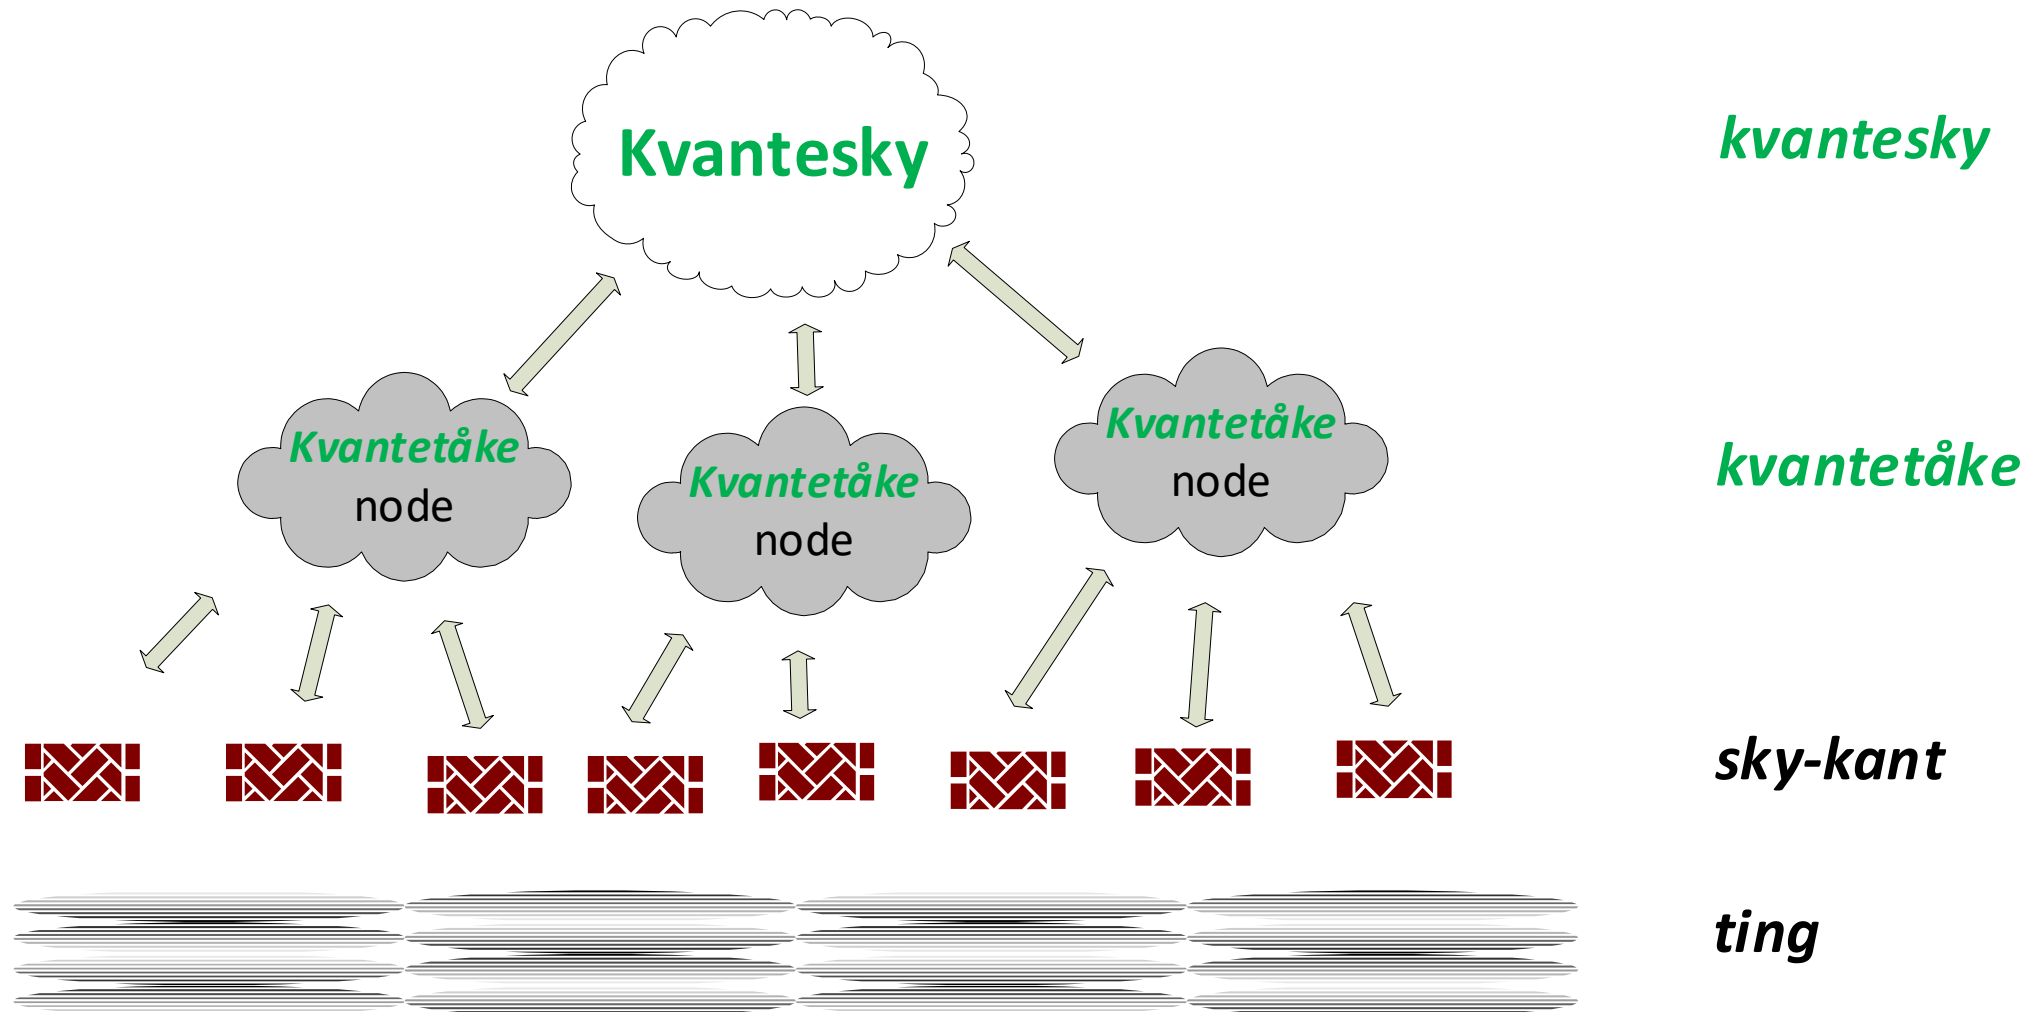 Kvantesky
kvantesky
Kvantetåke
node
Kvantetåke
node
Kvantetåke
node
kvantetåke
sky-kant
ting